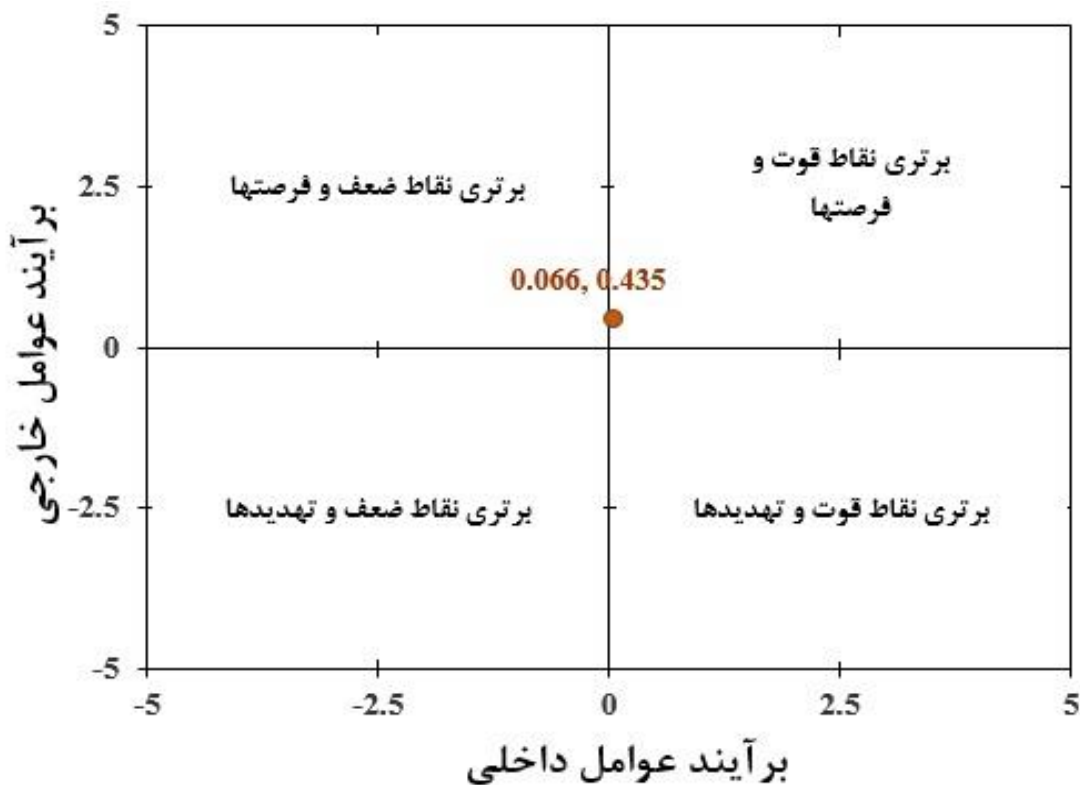 5
برتری نقاط ضعف و فرصتها
برتری نقاط قوت و
فرصتها
2.5
0.066, 0.435
0
برآیند عوامل خارجی
برتری نقاط ضعف و تهدیدها
برتری نقاط قوت و تهدیدها
-2.5
-5
-5 -2.5 0 2.5 5
برآیند عوامل داخلی